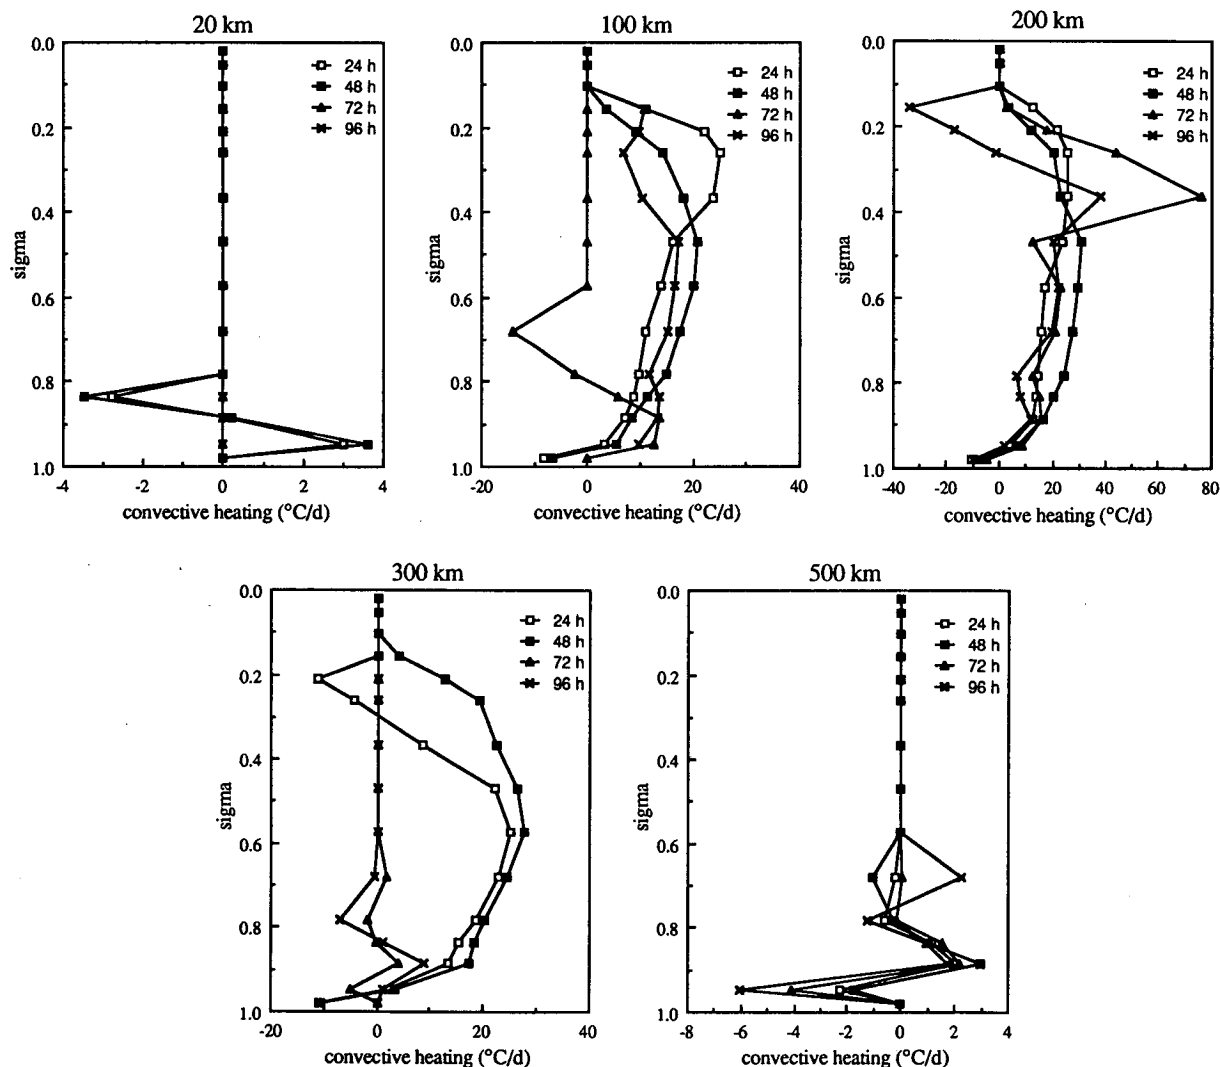 20 km
0.0
0.2
0.4
0.6
0.8
1.0
sigma
-4
-2
0
2
4
convective heating (°C/d)
24 h
48 h
72 h
96 h
100 km
0.0
0.2
0.4
0.6
0.8
1.0
sigma
-20
0
20
40
convective heating (°C/d)
24 h
48 h
72 h
96 h
200 km
0.0
0.2
0.4
0.6
0.8
1.0
sigma
-40
-20
0
20
40
60
80
convective heating (°C/d)
24 h
48 h
72 h
96 h
300 km
0.0
0.2
0.4
0.6
0.8
1.0
sigma
-20
0
20
40
convective heating (°C/d)
24 h
48 h
72 h
96 h
500 km
0.0
0.2
0.4
0.6
0.8
1.0
sigma
-8
-6
-4
-2
0
2
4
convective heating (°C/d)
24 h
48 h
72 h
96 h